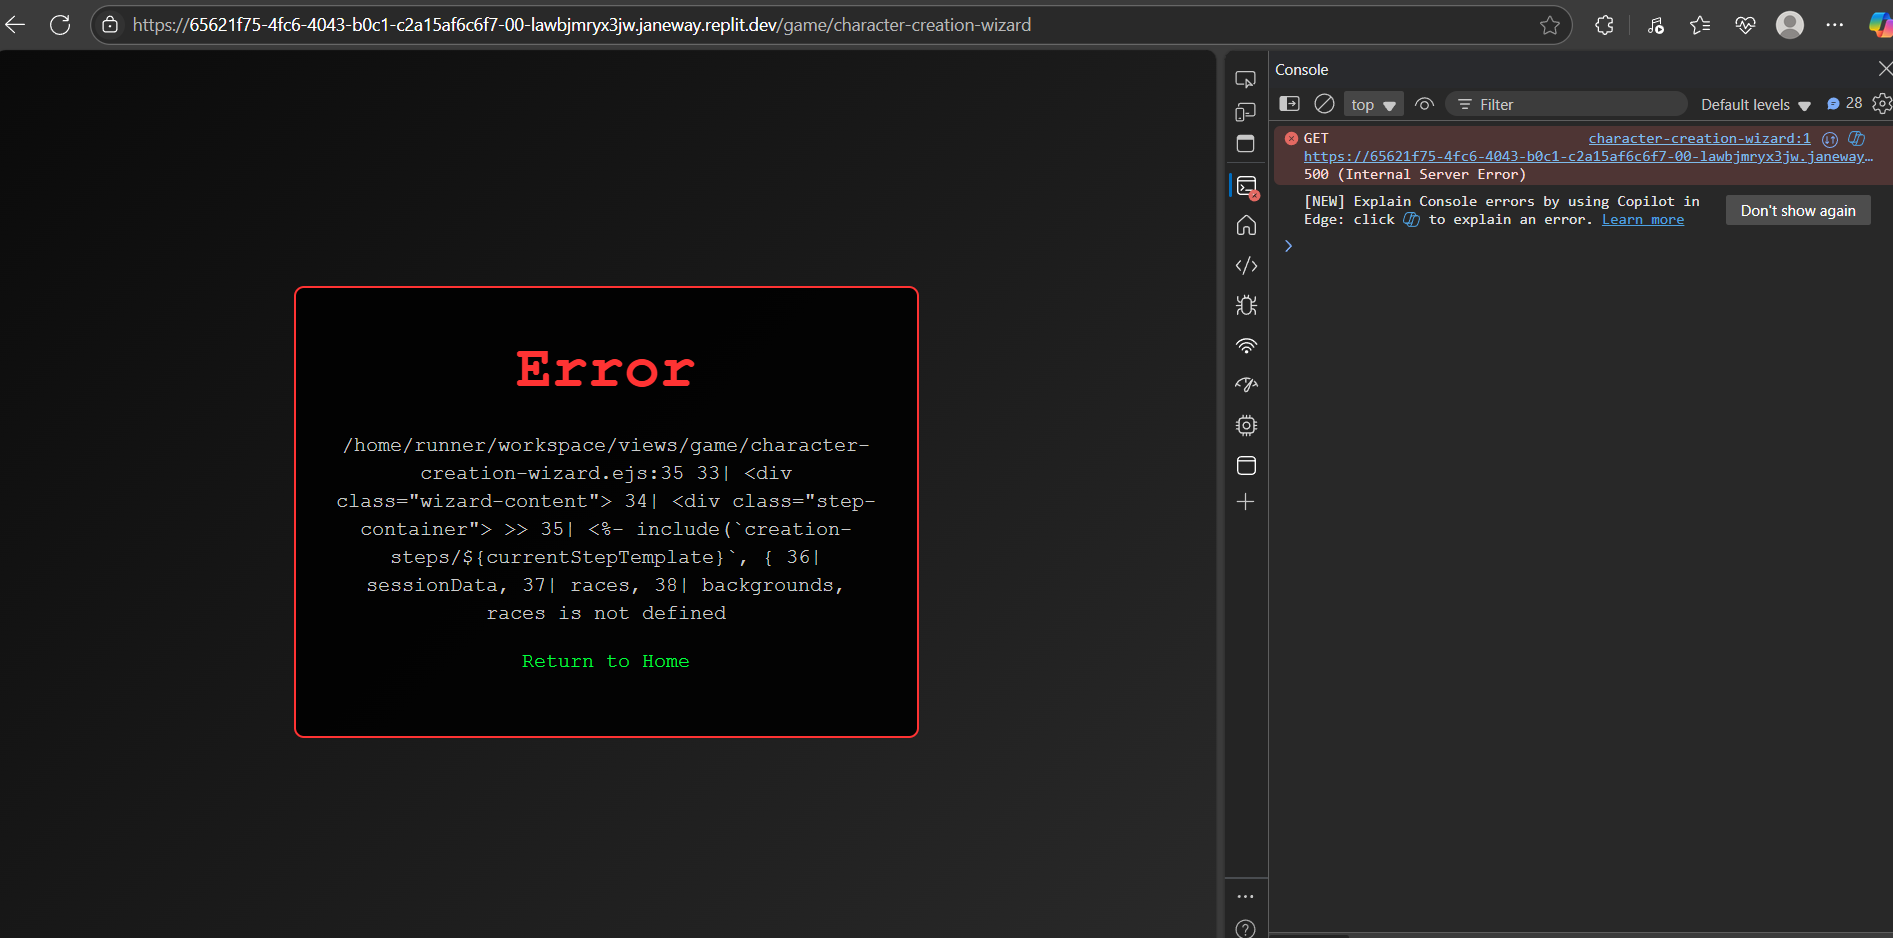 https://65621f75-4fc6-4043-b0c1-c2a15af6c6f7-00-lawbjmryx3jw.janeway.replit.dev/game/character-creation-wizard
Error
/home/runner/workspace/views/game/character-
creation-wizard.ejs:35 33| <div
class="wizard-content"> 34| <div class="step-
container"> >> 35| <%- include(`creation-
steps/${currentStepTemplate}`, { 36|
sessionData, 37| races, 38| backgrounds,
races is not defined
Return to Home
Console
top
Filter
Default levels
28
GET
character-creation-wizard:1
https://65621f75-4fc6-4043-b0c1-c2a15af6c6f7-00-lawbjmryx3jw.janeway…
500 (Internal Server Error)
[NEW] Explain Console errors by using Copilot in
Edge: click to explain an error. Learn more
Don't show again